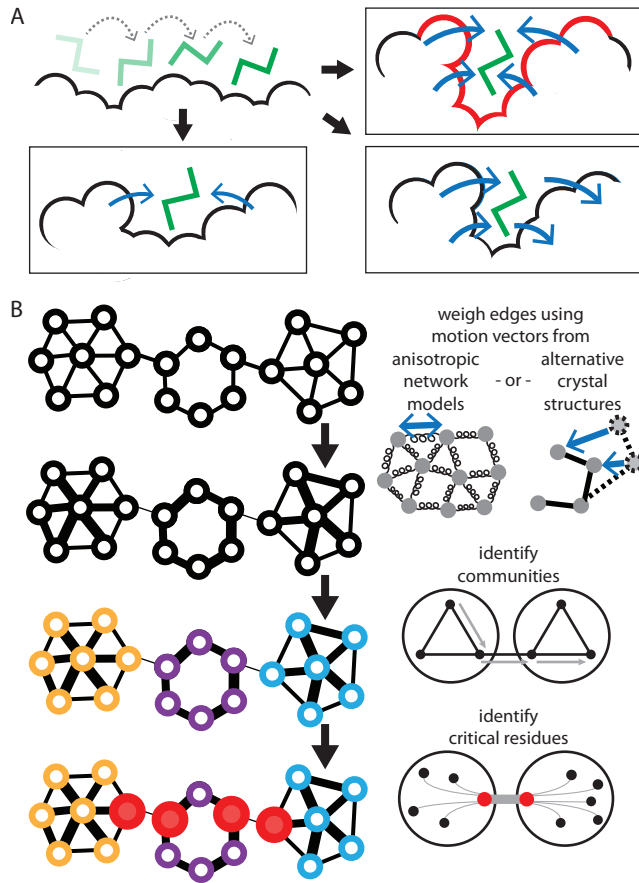 A
B
weigh edges using
motion vectors from
anisotropic
network
models
- or -
alternative
crystal
structures
identify
communities
identify
critical residues